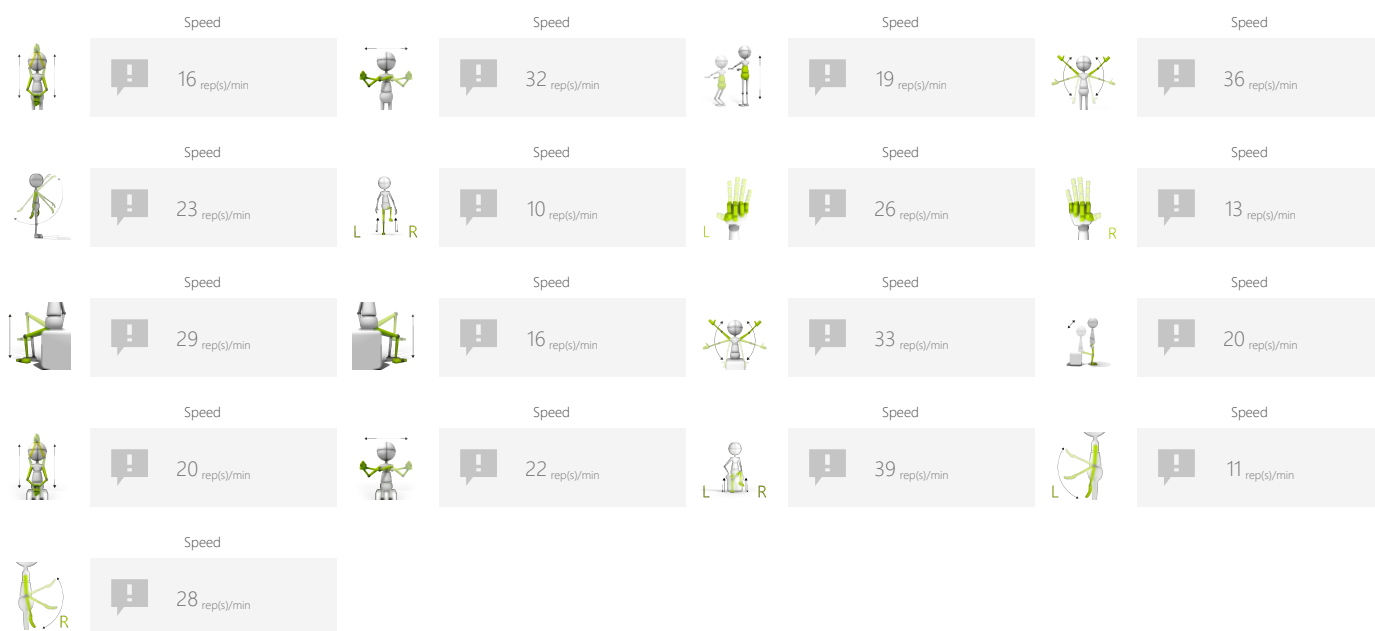 Speed Speed Speed Speed
16 rep(s)/min 32 rep(s)/min 19 rep(s)/min 36 rep(s)/min
Speed Speed Speed Speed
23 rep(s)/min L R 10 rep(s)/min L 26 rep(s)/min R 13 rep(s)/min
Speed Speed Speed Speed
29 rep(s)/min 16 rep(s)/min 33 rep(s)/min 20 rep(s)/min
Speed Speed Speed Speed
20 rep(s)/min 22 rep(s)/min L R 39 rep(s)/min L 11 rep(s)/min
Speed
R 28 rep(s)/min